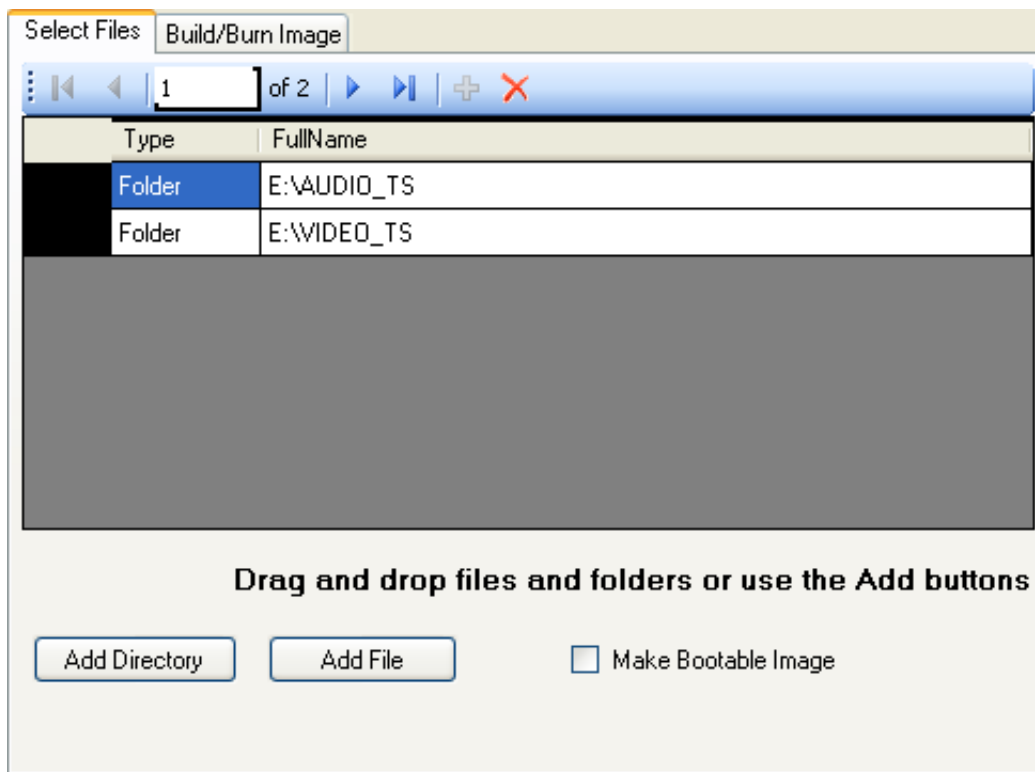 Select Files Build/Burn Image
1 of 2
Type FullName
Folder E:\AUDIO_TS
Folder E:\VIDEO_TS
Drag and drop files and folders or use the Add buttons
Add Directory Add File Make Bootable Image